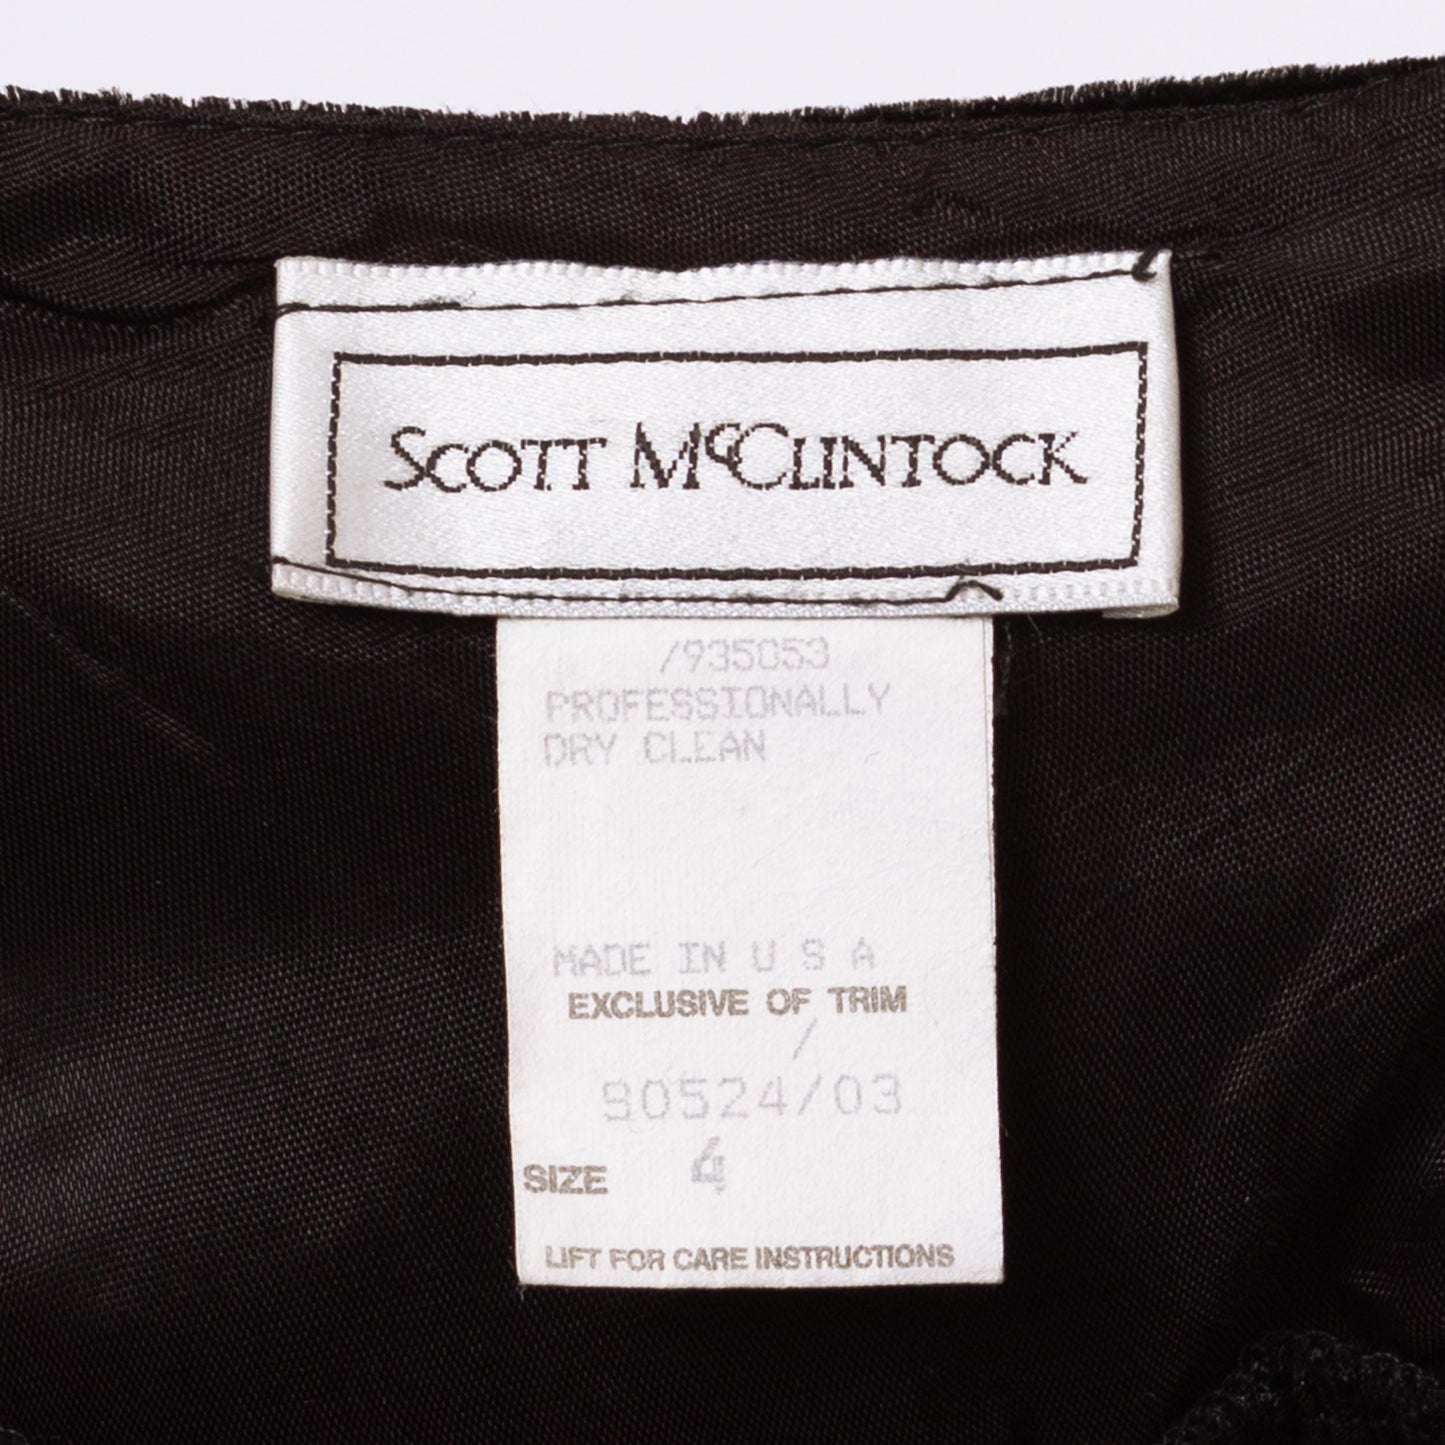 SCOTT McCLINTOCK
/935053
PROFESSIONALLY
DRY CLEAN
MADE IN U S A
EXCLUSIVE OF TRIM
/
90524/03
SIZE 4
LIFT FOR CARE INSTRUCTIONS